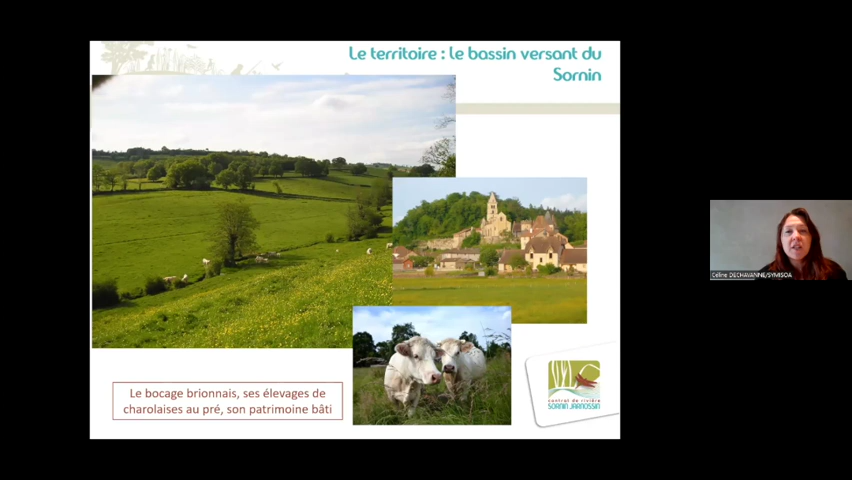 Le territoire : le bassin versant du
Sornin
Céline DECHAVANNE/SYMISOA
Le bocage brionnais, ses élevages de
charolaises au pré, son patrimoine bâti
contrat de rivière
SORNIN JARNOSSIN